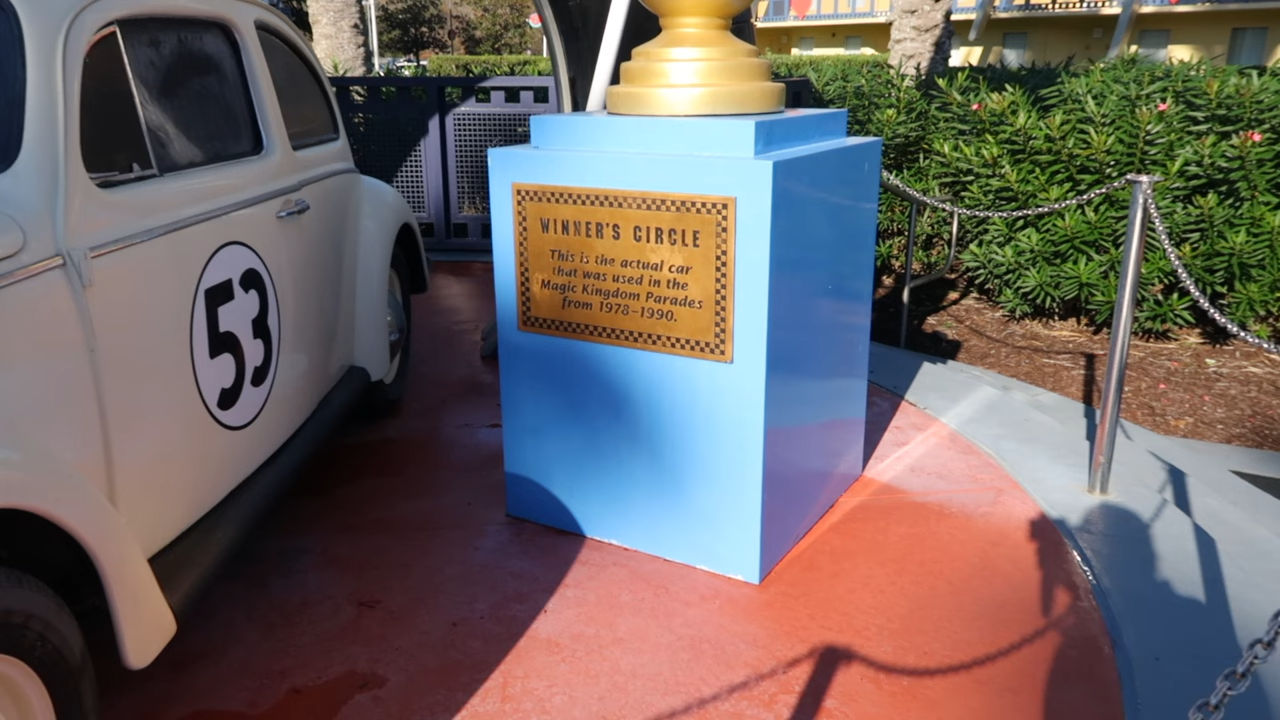 53
WINNER'S CIRCLE
This is the actual car
that was used in the
Magic Kingdom Parades
from 1978-1990.